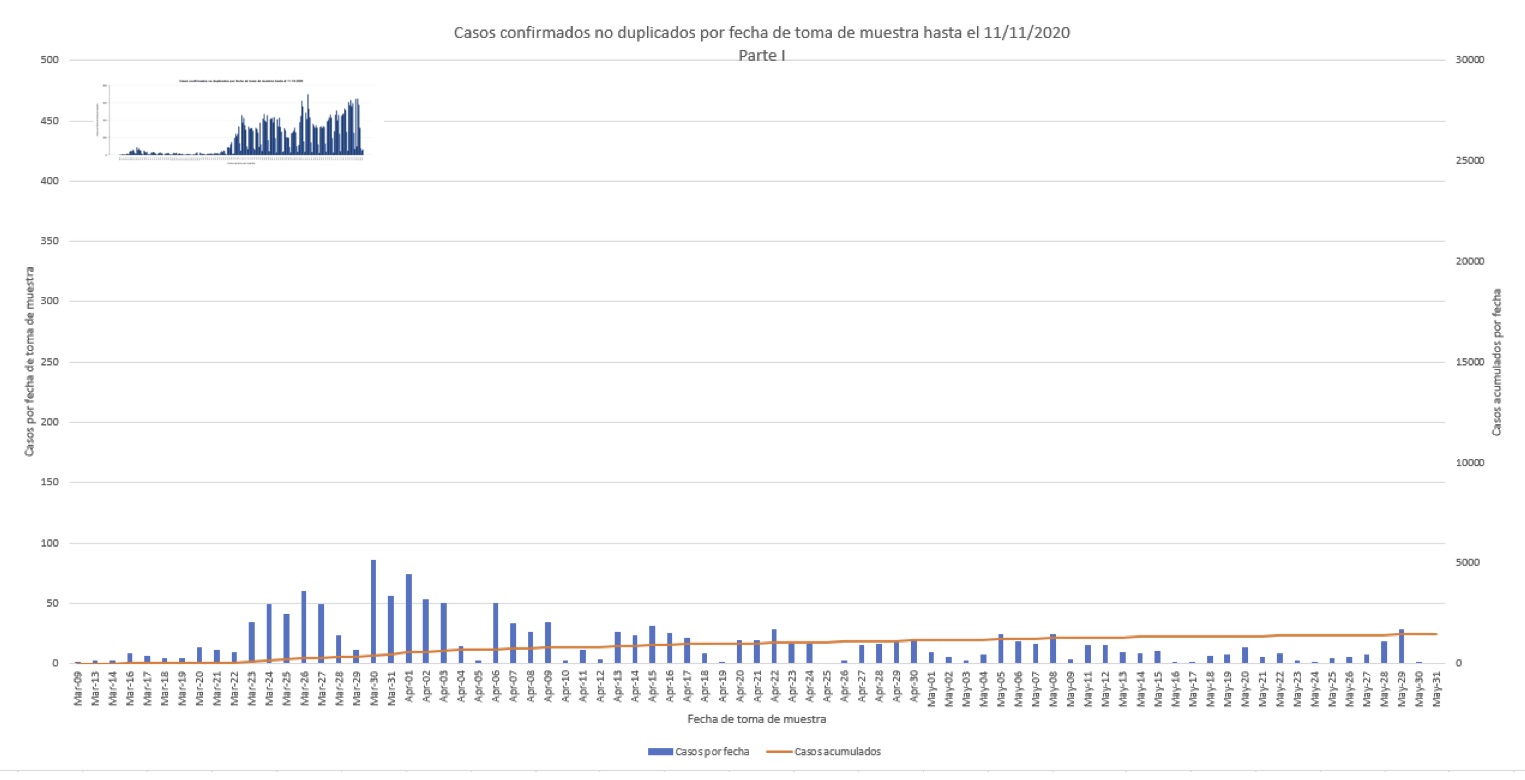 Casos confirmados no duplicados por fecha de toma de muestra hasta el 11/11/2020
Parte I
500
450
400
350
300
250
200
150
100
50
0
Casos por fecha de toma de muestra
30000
25000
20000
15000
10000
5000
0
Casos acumulados por fecha
Mar-09
Mar-13
Mar-14
Mar-16
Mar-17
Mar-18
Mar-19
Mar-20
Mar-21
Mar-22
Mar-23
Mar-24
Mar-25
Mar-26
Mar-27
Mar-28
Mar-29
Mar-30
Mar-31
Apr-01
Apr-02
Apr-03
Apr-04
Apr-05
Apr-06
Apr-07
Apr-08
Apr-09
Apr-10
Apr-11
Apr-12
Apr-13
Apr-14
Apr-15
Apr-16
Apr-17
Apr-18
Apr-19
Apr-20
Apr-21
Apr-22
Apr-23
Apr-24
Apr-25
Apr-26
Apr-27
Apr-28
Apr-29
Apr-30
May-01
May-02
May-03
May-04
May-05
May-06
May-07
May-08
May-09
May-10
May-11
May-12
May-13
May-14
May-15
May-16
May-17
May-18
May-19
May-20
May-21
May-22
May-23
May-24
May-25
May-26
May-27
May-28
May-29
May-30
May-31
Fecha de toma de muestra
Casos por fecha
Casos acumulados